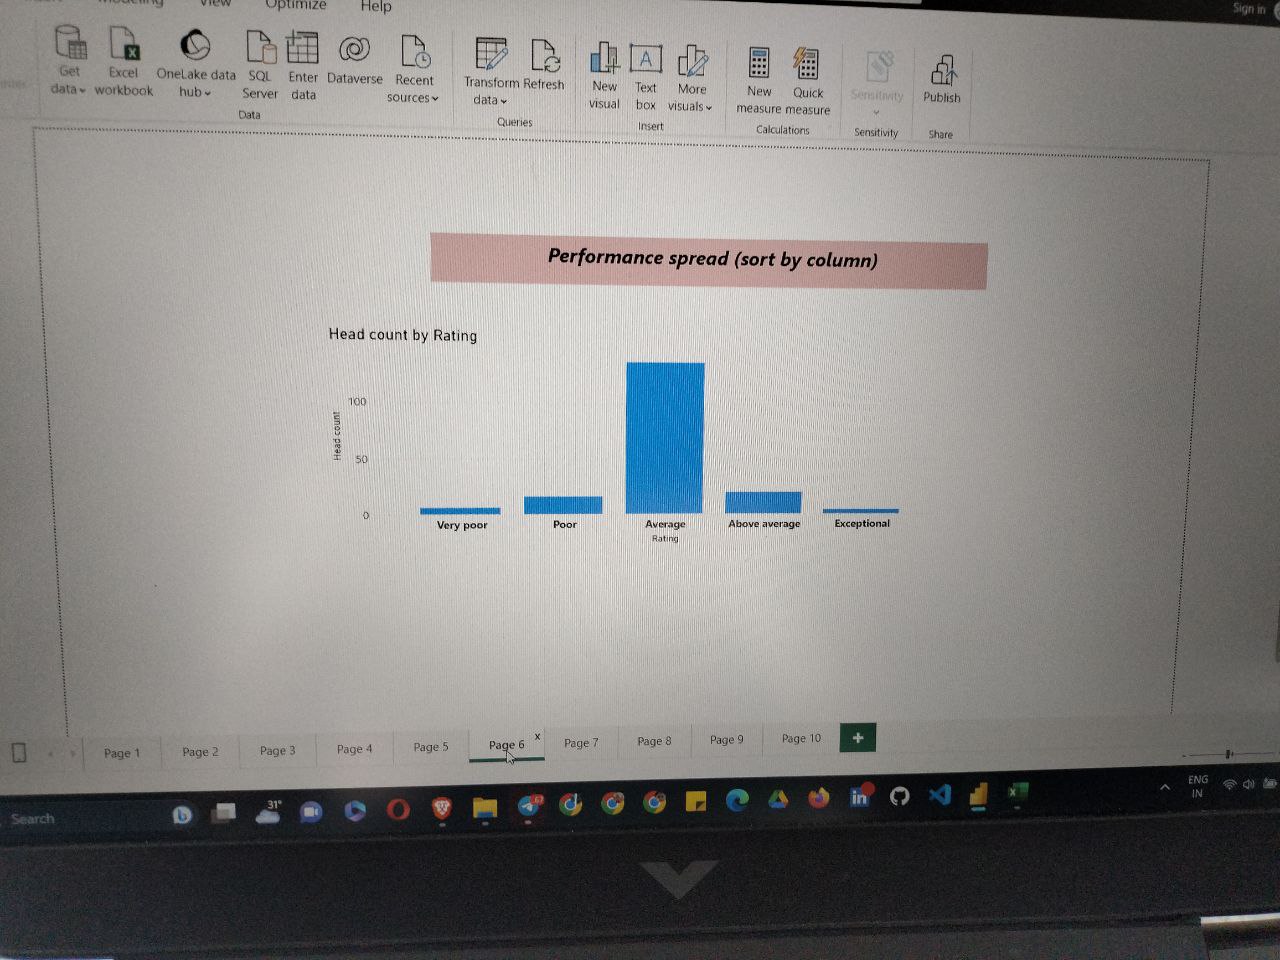 View Optimize Help
Sign in
Get data
Excel workbook
OneLake data hub
SQL Server
Enter data
Dataverse
Recent sources
Transform data
Refresh
New visual
Text box
A
More visuals
New measure
Quick measure
Sensitivity
Publish
Data
Queries
Insert
Calculations
Sensitivity
Share
Performance spread (sort by column)
Head count by Rating
Head count
100
50
0
Very poor Poor Average Above average Exceptional
Rating
Page 1 Page 2 Page 3 Page 4 Page 5 Page 6 x Page 7 Page 8 Page 9 Page 10 +
Search
31°
in
ENG
IN